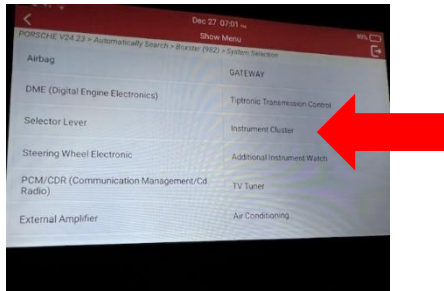 Dec 27 07:01
Show Menu
99%
PORSCHE V24.23 > Automatically Search > Boxster (982) > System Selection
Airbag
GATEWAY
DME (Digital Engine Electronics)
Tiptronic Transmission Control
Selector Lever
Instrument Cluster
Steering Wheel Electronic
Additional Instrument Watch
PCM/CDR (Communication Management/Cd
Radio)
TV Tuner
External Amplifier
Air Conditioning